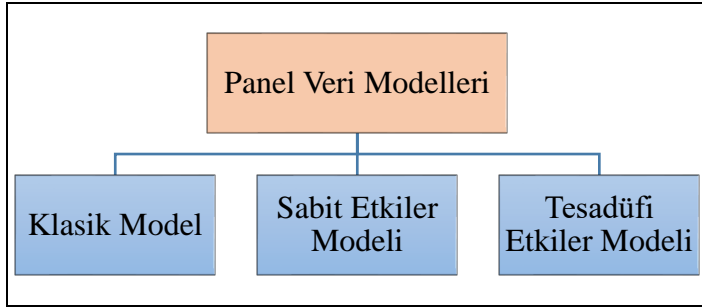 Panel Veri Modelleri
Klasik Model
Sabit Etkiler
Modeli
Tesadüfi
Etkiler Modeli